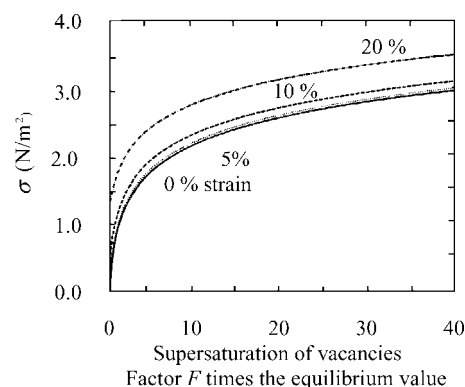 4.0
20 %
3.0
10 %
σ (N/m²)
2.0
5%
0 % strain
1.0
0.0
0 10 20 30 40
Supersaturation of vacancies
Factor F times the equilibrium value